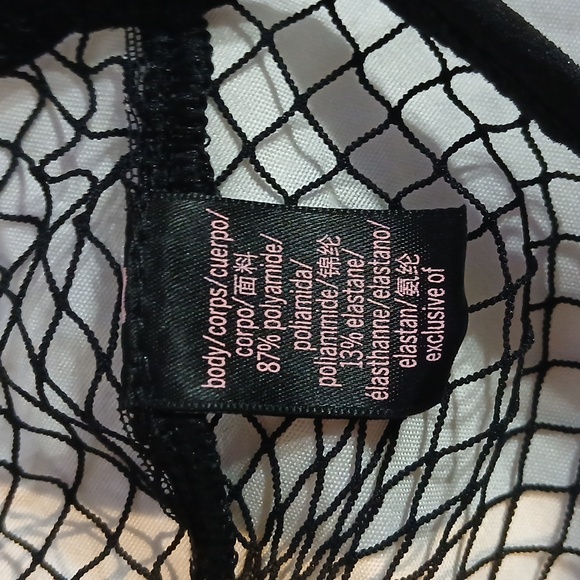 body/corps/cuerpo/
corpo/面料
87% polyamide/
poliamida/
poliammide/锦纶
13% elastane/
élasthanne/elastano/
elastan/氨纶
exclusive of